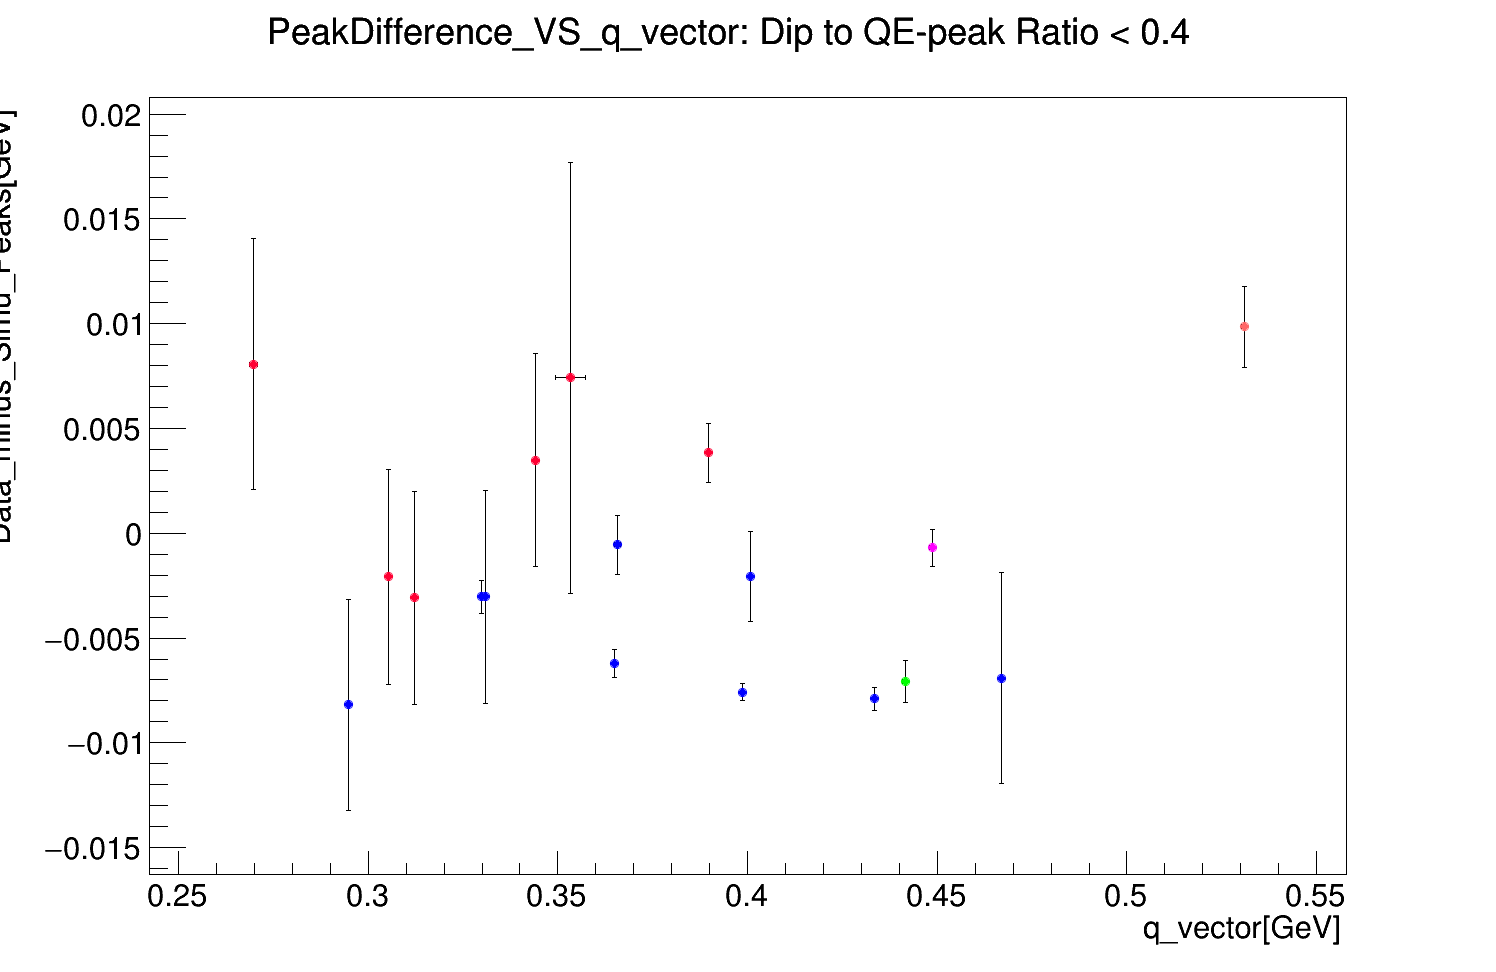 PeakDifference_VS_q_vector: Dip to QE-peak Ratio < 0.4
Data_minus_Simu_Peaks[GeV]
0.02
0.015
0.01
0.005
0
−0.005
−0.01
−0.015
0.25 0.3 0.35 0.4 0.45 0.5 0.55
q_vector[GeV]